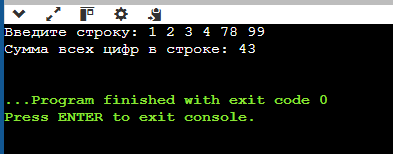 Введите строку: 1 2 3 4 78 99
Сумма всех цифр в строке: 43
...Program finished with exit code 0
Press ENTER to exit console.